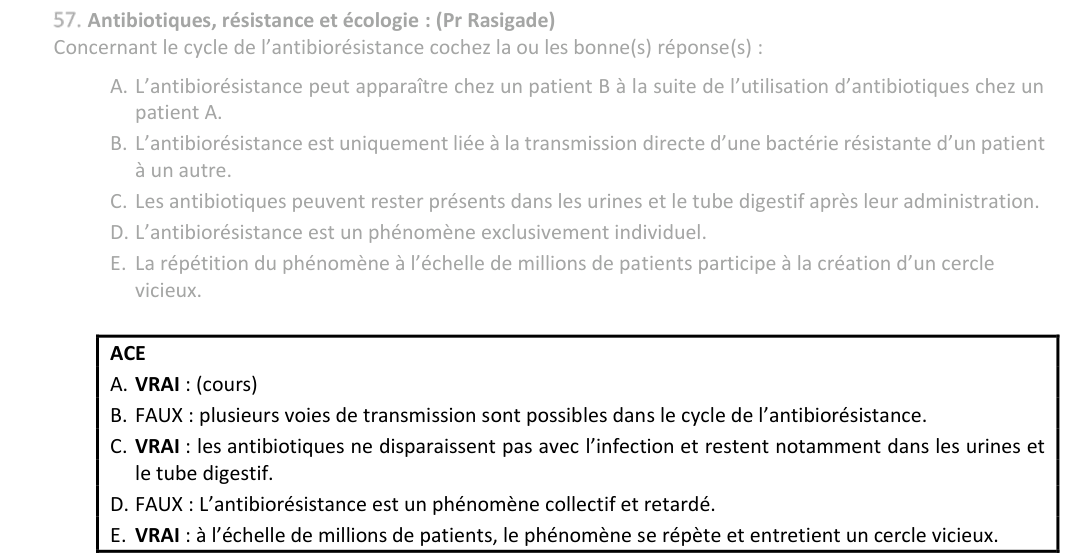 57. Antibiotiques, résistance et écologie : (Pr Rasigade)
Concernant le cycle de l’antibiorésistance cochez la ou les bonne(s) réponse(s) :
A. L’antibiorésistance peut apparaître chez un patient B à la suite de l’utilisation d’antibiotiques chez un
patient A.
B. L’antibiorésistance est uniquement liée à la transmission directe d’une bactérie résistante d’un patient
à un autre.
C. Les antibiotiques peuvent rester présents dans les urines et le tube digestif après leur administration.
D. L’antibiorésistance est un phénomène exclusivement individuel.
E. La répétition du phénomène à l’échelle de millions de patients participe à la création d’un cercle
vicieux.
ACE
A. VRAI : (cours)
B. FAUX : plusieurs voies de transmission sont possibles dans le cycle de l’antibiorésistance.
C. VRAI : les antibiotiques ne disparaissent pas avec l’infection et restent notamment dans les urines et
le tube digestif.
D. FAUX : L’antibiorésistance est un phénomène collectif et retardé.
E. VRAI : à l’échelle de millions de patients, le phénomène se répète et entretient un cercle vicieux.